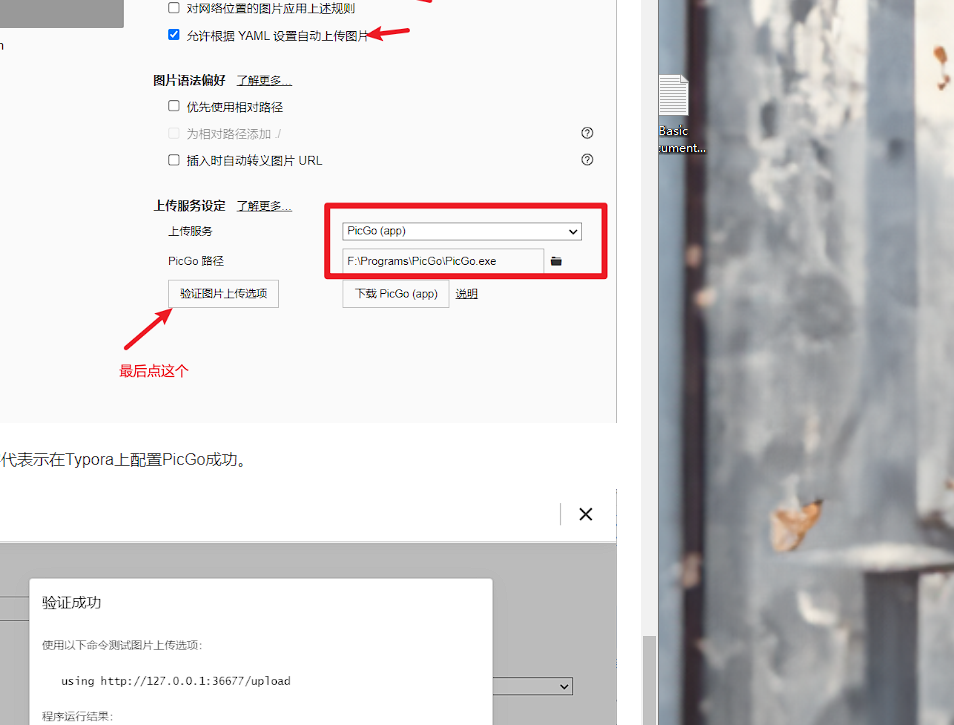 对网络位置的图片应用上述规则
允许根据 YAML 设置自动上传图片
图片语法偏好 了解更多...
优先使用相对路径
为相对路径添加 ./
插入时自动转义图片 URL
上传服务设定 了解更多...
上传服务 PicGo (app)
PicGo 路径 F:\Programs\PicGo\PicGo.exe
验证图片上传选项 下载 PicGo (app) 说明
最后点这个
代表示在Typora上配置PicGo成功。
验证成功
使用以下命令测试图片上传选项:
using http://127.0.0.1:36677/upload
程序运行结果:
Basic
cument...